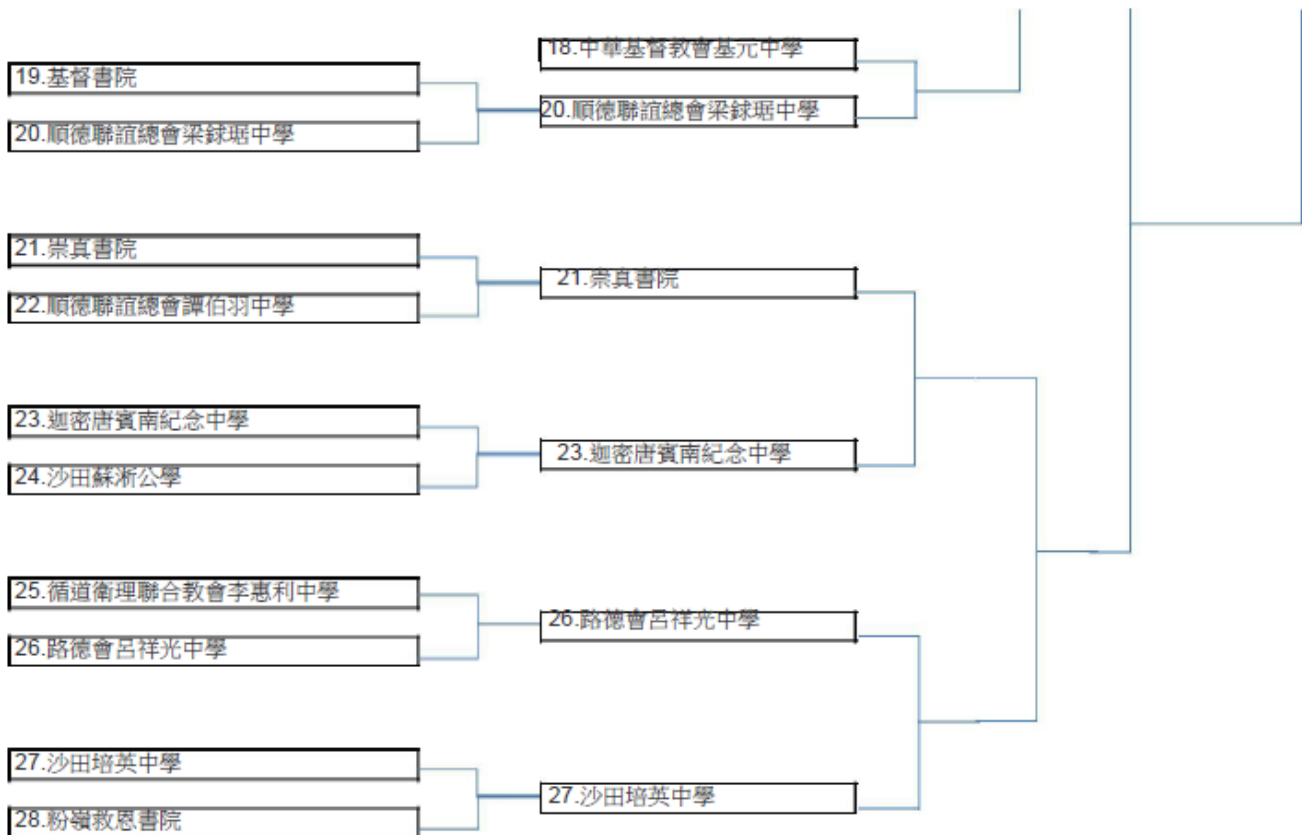 18.中華基督教會基元中學
19.基督書院
20.順德聯誼總會梁銶琚中學
20.順德聯誼總會梁銶琚中學
21.崇真書院
21.崇真書院
22.順德聯誼總會譚伯羽中學
23.迦密唐賓南紀念中學
23.迦密唐賓南紀念中學
24.沙田蘇浙公學
25.循道衛理聯合教會李惠利中學
26.路德會呂祥光中學
26.路德會呂祥光中學
27.沙田培英中學
27.沙田培英中學
28.粉嶺救恩書院